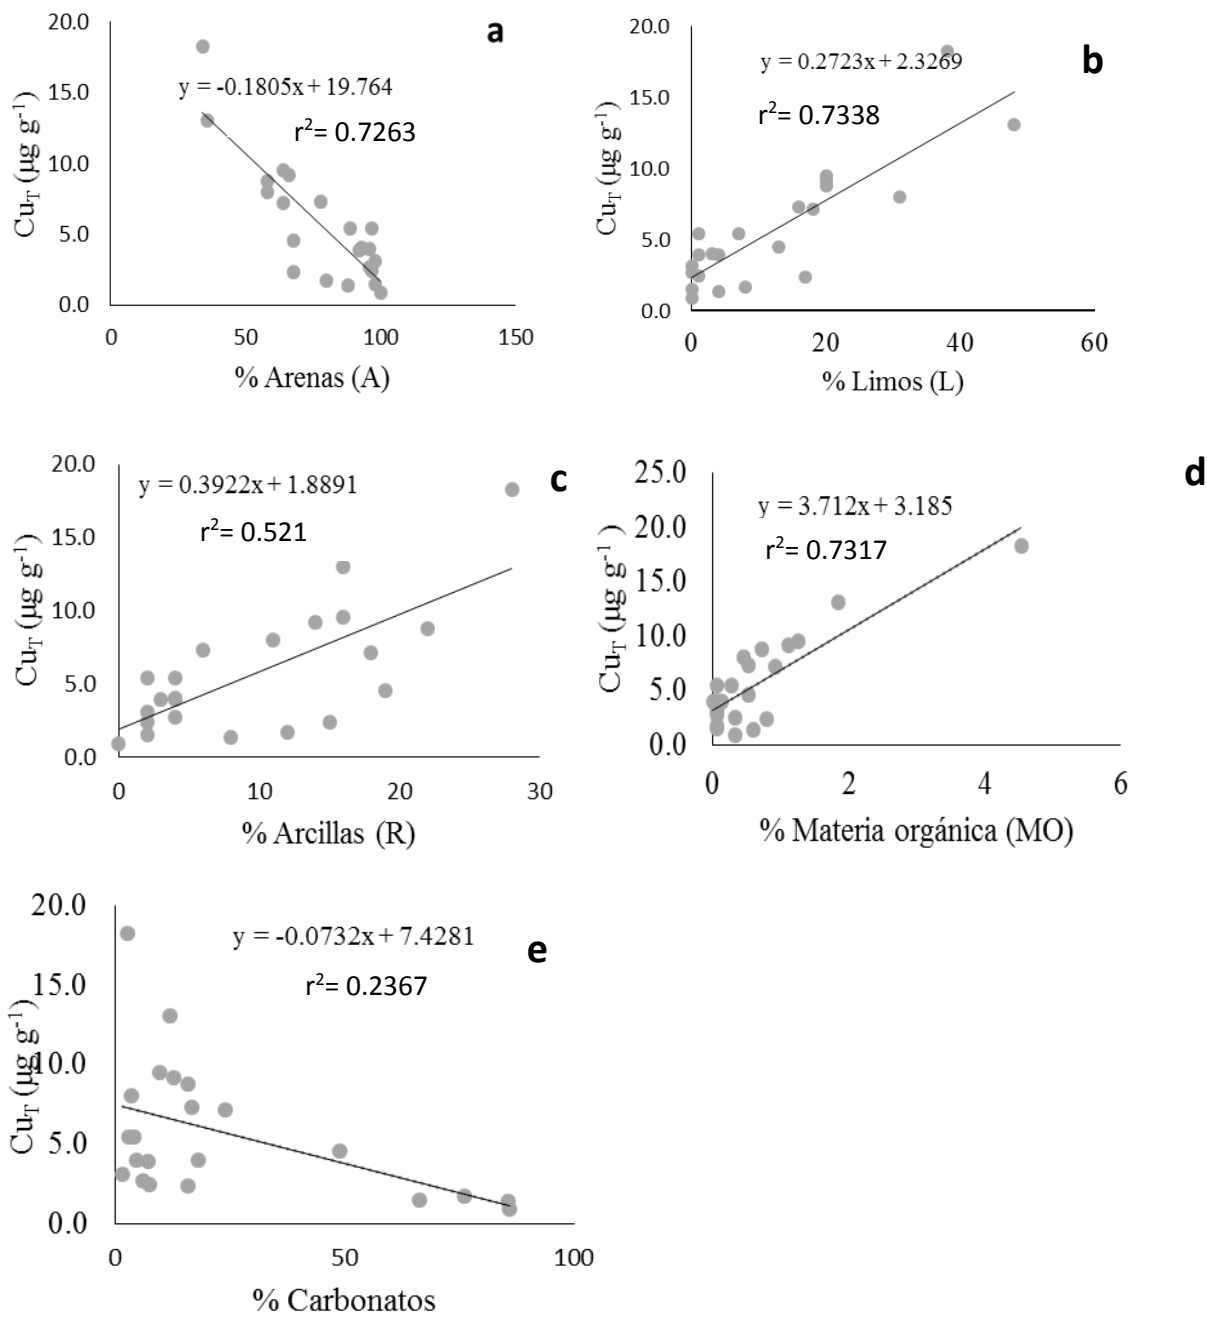 a
y = -0.1805x + 19.764
r²= 0.7263
CuT (µg g-1)
20.0
15.0
10.0
5.0
0.0
0 50 100 150
% Arenas (A)
b
y = 0.2723x + 2.3269
r²= 0.7338
CuT (µg g-1)
20.0
15.0
10.0
5.0
0.0
0 20 40 60
% Limos (L)
c
y = 0.3922x + 1.8891
r²= 0.521
CuT (µg g-1)
20.0
15.0
10.0
5.0
0.0
0 10 20 30
% Arcillas (R)
d
y = 3.712x + 3.185
r²= 0.7317
CuT (µg g-1)
25.0
20.0
15.0
10.0
5.0
0.0
0 2 4 6
% Materia orgánica (MO)
e
y = -0.0732x + 7.4281
r²= 0.2367
CuT (µg g-1)
20.0
15.0
10.0
5.0
0.0
0 50 100
% Carbonatos